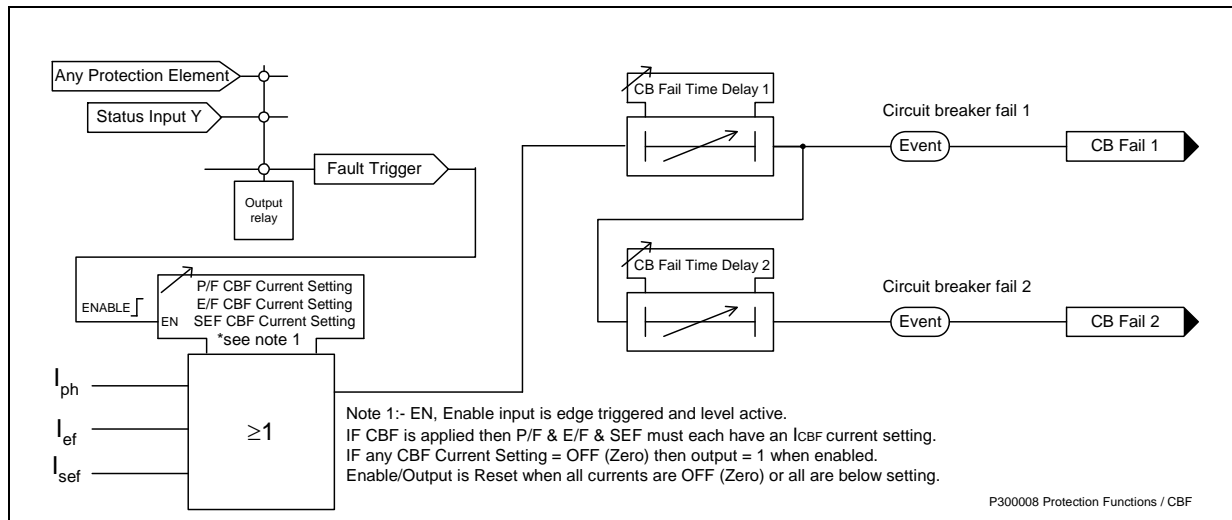 Any Protection Element
Status Input Y
Fault Trigger
Output
relay
ENABLE
EN
P/F CBF Current Setting
E/F CBF Current Setting
SEF CBF Current Setting
*see note 1
Iph
Ief
Isef
≥1
CB Fail Time Delay 1
Circuit breaker fail 1
Event
CB Fail 1
CB Fail Time Delay 2
Circuit breaker fail 2
Event
CB Fail 2
Note 1:- EN, Enable input is edge triggered and level active.
IF CBF is applied then P/F & E/F & SEF must each have an ICBF current setting.
IF any CBF Current Setting = OFF (Zero) then output = 1 when enabled.
Enable/Output is Reset when all currents are OFF (Zero) or all are below setting.
P300008 Protection Functions / CBF